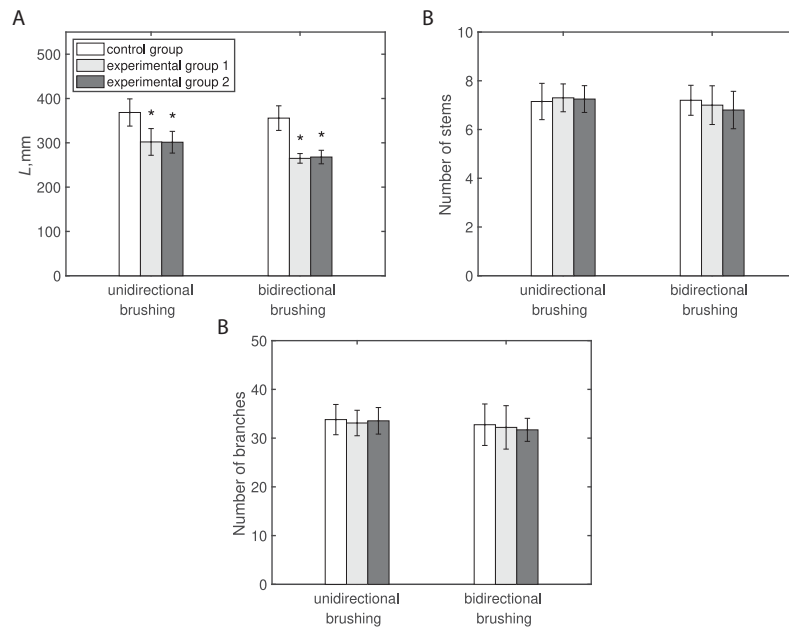 A
500
400
300
200
100
0
L,mm
control group
experimental group 1
experimental group 2
* *
* *
unidirectional
brushing
bidirectional
brushing
B
10
8
6
4
2
0
Number of stems
unidirectional
brushing
bidirectional
brushing
B
50
40
30
20
10
0
Number of branches
unidirectional
brushing
bidirectional
brushing